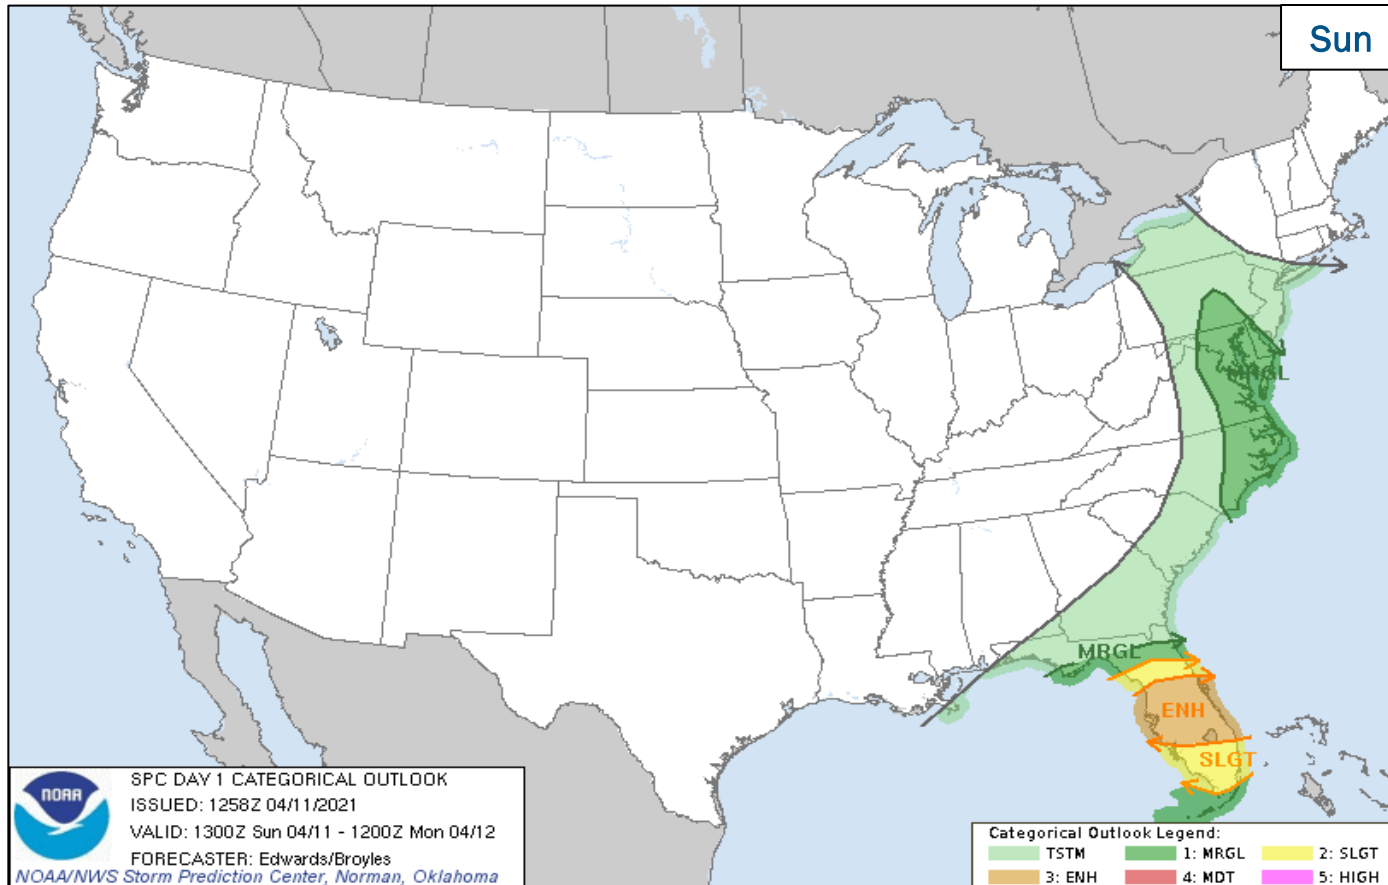 Sun
MRGL
MRGL
ENH
SLGT
NOAA
SPC DAY 1 CATEGORICAL OUTLOOK
ISSUED: 1258Z 04/11/2021
VALID: 1300Z Sun 04/11 - 1200Z Mon 04/12
FORECASTER: Edwards/Broyles
NOAA/NWS Storm Prediction Center, Norman, Oklahoma
Categorical Outlook Legend:
TSTM 1: MRGL 2: SLGT
3: ENH 4: MDT 5: HIGH